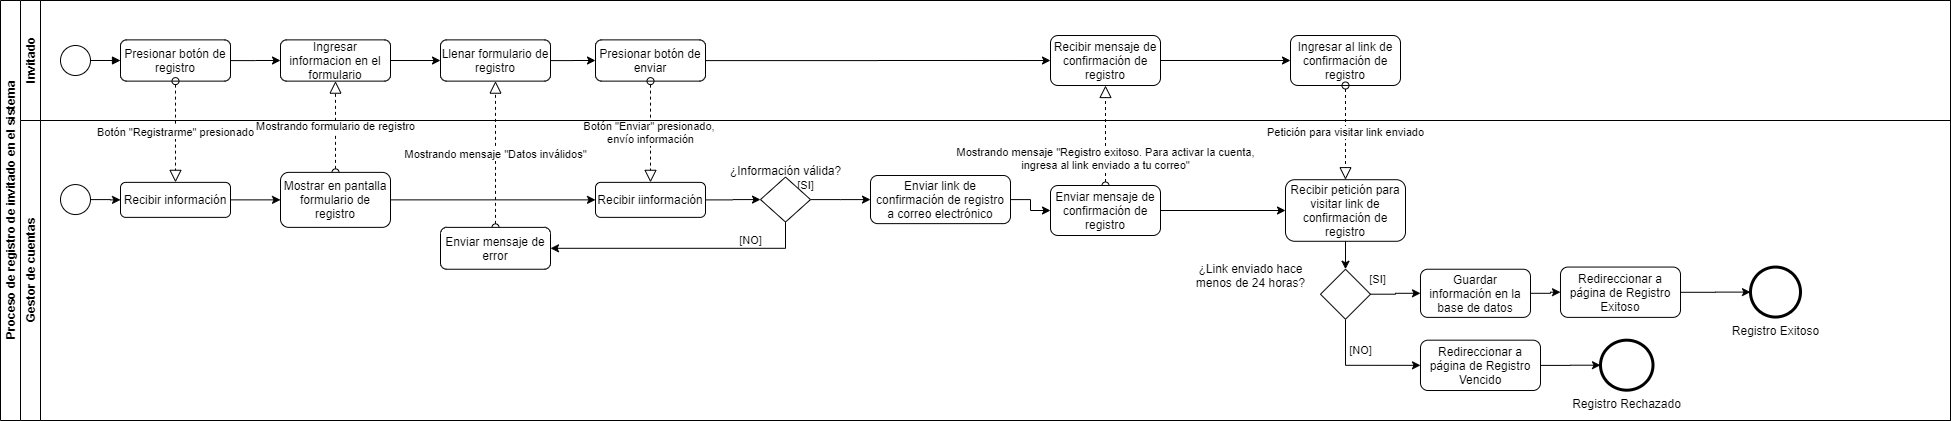 Proceso de registro de invitado en el sistema
Invitado
Presionar botón de
registro
Ingresar
informacion en el
formulario
Llenar formulario de
registro
Presionar botón de
enviar
Recibir mensaje de
confirmación de
registro
Ingresar al link de
confirmación de
registro
Botón "Registrarme" presionado
Mostrando formulario de registro
Mostrando mensaje "Datos inválidos"
Botón "Enviar" presionado,
envío información
Mostrando mensaje "Registro exitoso. Para activar la cuenta,
ingresa al link enviado a tu correo"
Petición para visitar link enviado
Gestor de cuentas
Recibir información
Mostrar en pantalla
formulario de
registro
Enviar mensaje de
error
Recibir iinformación
¿Información válida?
[SI]
[NO]
Enviar link de
confirmación de registro
a correo electrónico
Enviar mensaje de
confirmación de
registro
Recibir petición para
visitar link de
confirmación de
registro
¿Link enviado hace
menos de 24 horas?
[SI]
Guardar
información en la
base de datos
Redireccionar a
página de Registro
Exitoso
Registro Exitoso
[NO]
Redireccionar a
página de Registro
Vencido
Registro Rechazado